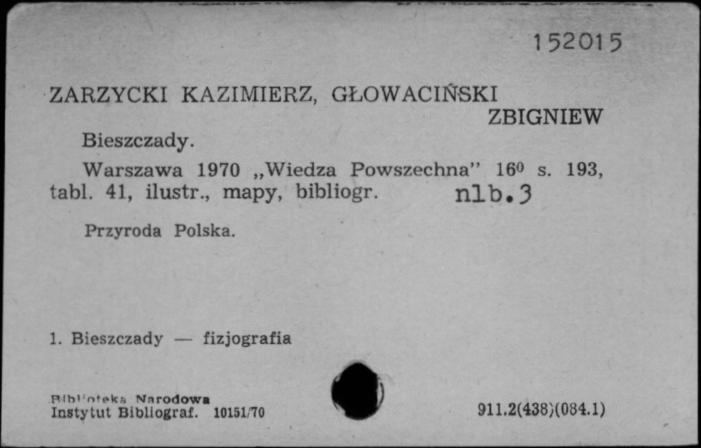 152015
ZARZYCKI KAZIMIERZ, GŁOWACIŃSKI
ZBIGNIEW
Bieszczady.
Warszawa 1970 „Wiedza Powszechna” 16⁰ s. 193,
tabl. 41, ilustr., mapy, bibliogr. nlb.3
Przyroda Polska.
1. Bieszczady — fizjografia
Biblioteka Narodowa
Instytut Bibliograf. 10151/70
911.2(438)(084.1)